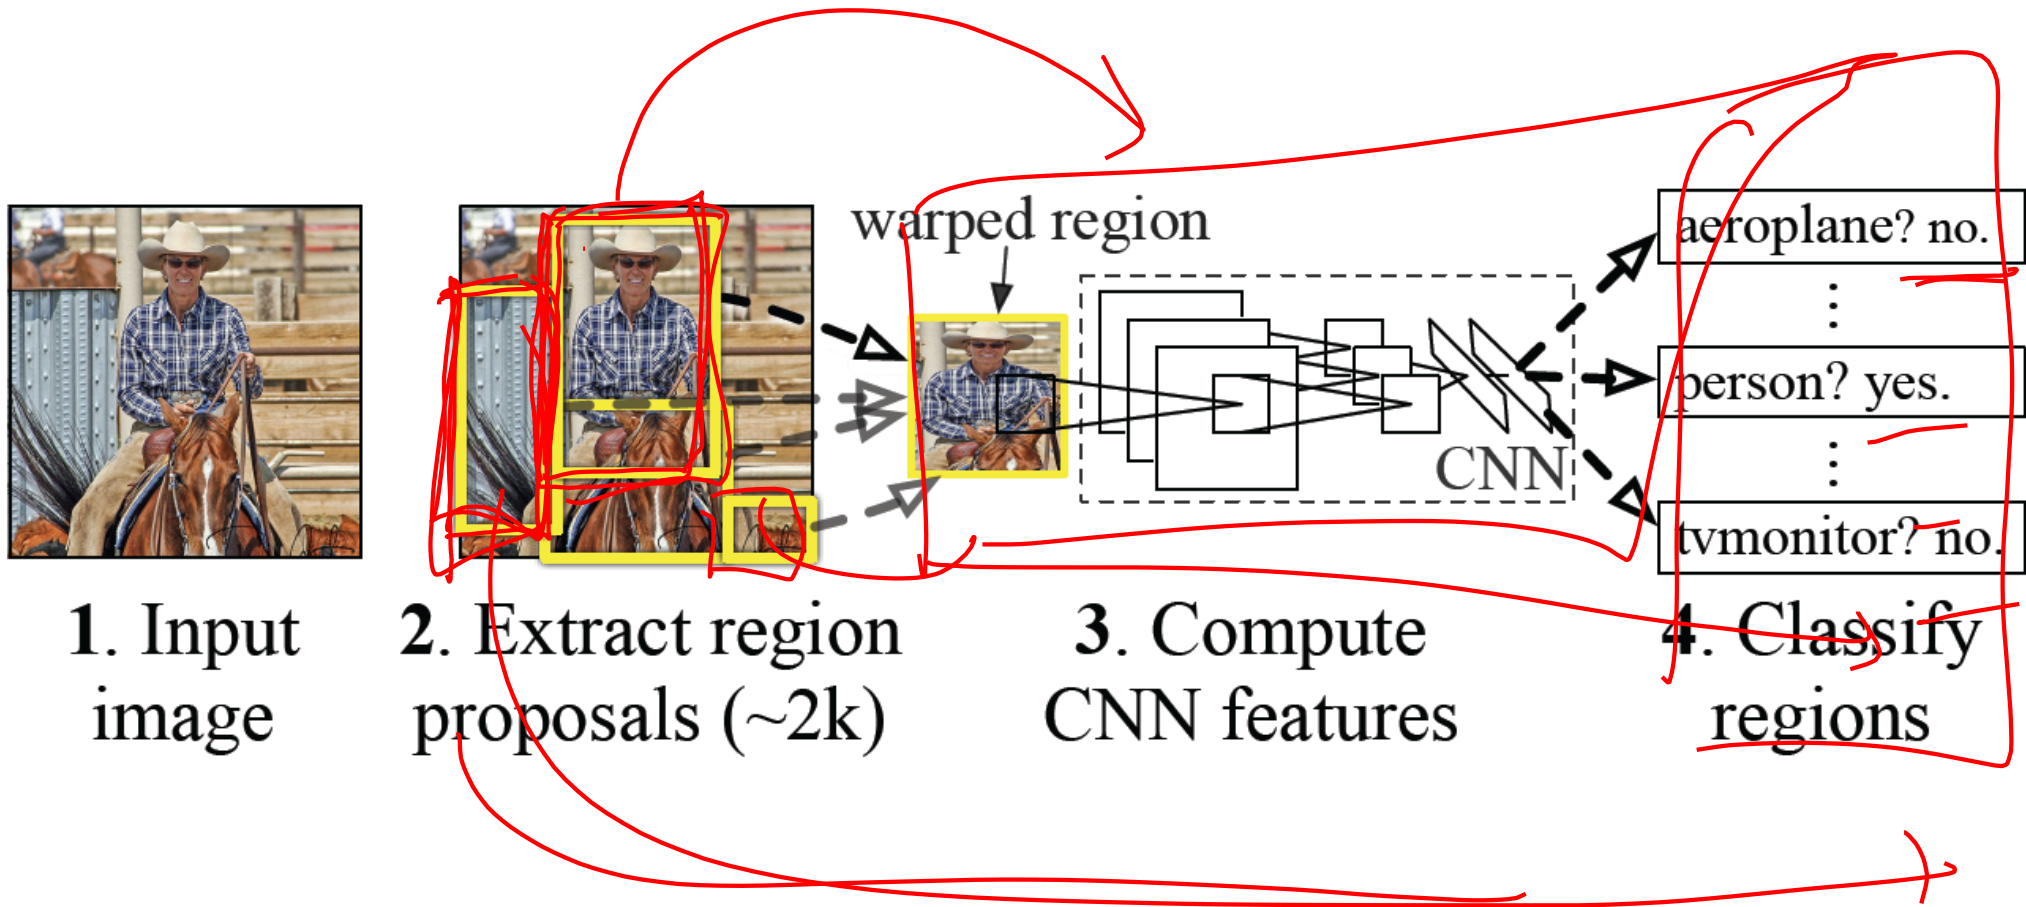 warped region
aeroplane? no.
person? yes.
CNN
tvmonitor? no.
1. Input
image
2. Extract region
proposals (~2k)
3. Compute
CNN features
4. Classify
regions